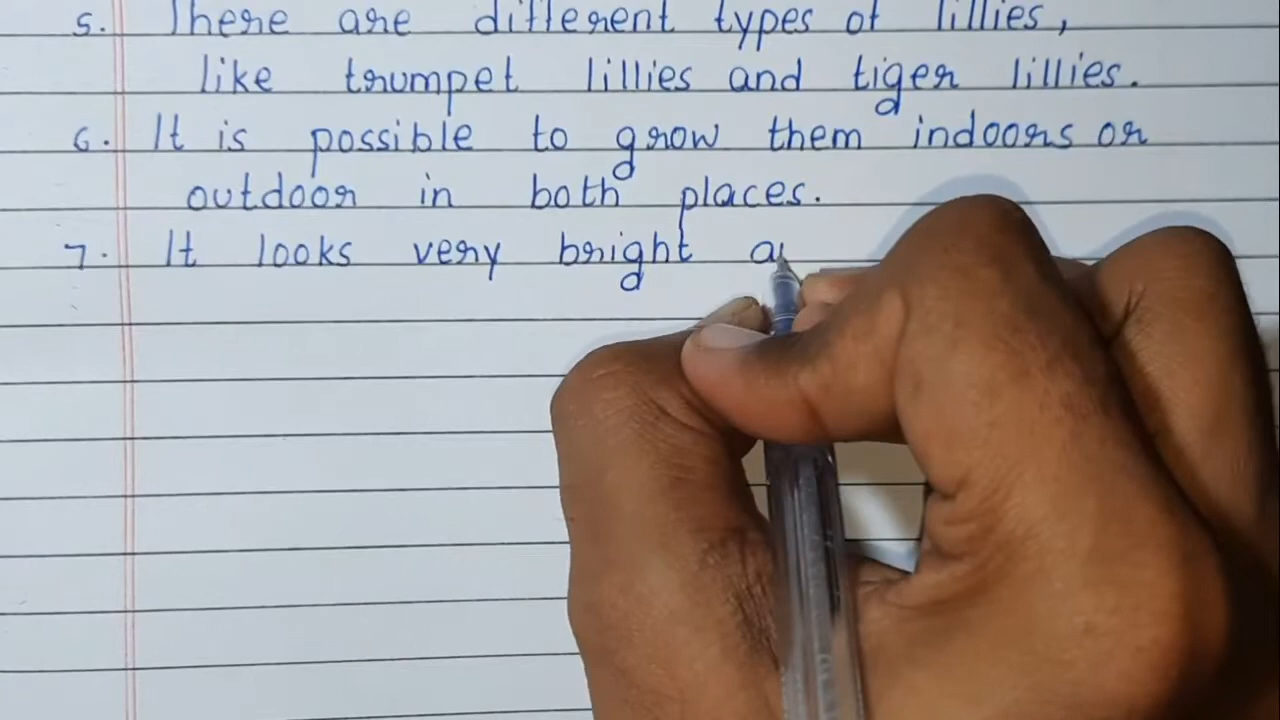 5. There are different types of lillies,
like trumpet lillies and tiger lillies.
6. It is possible to grow them indoors or
outdoor in both places.
7. It looks very bright a